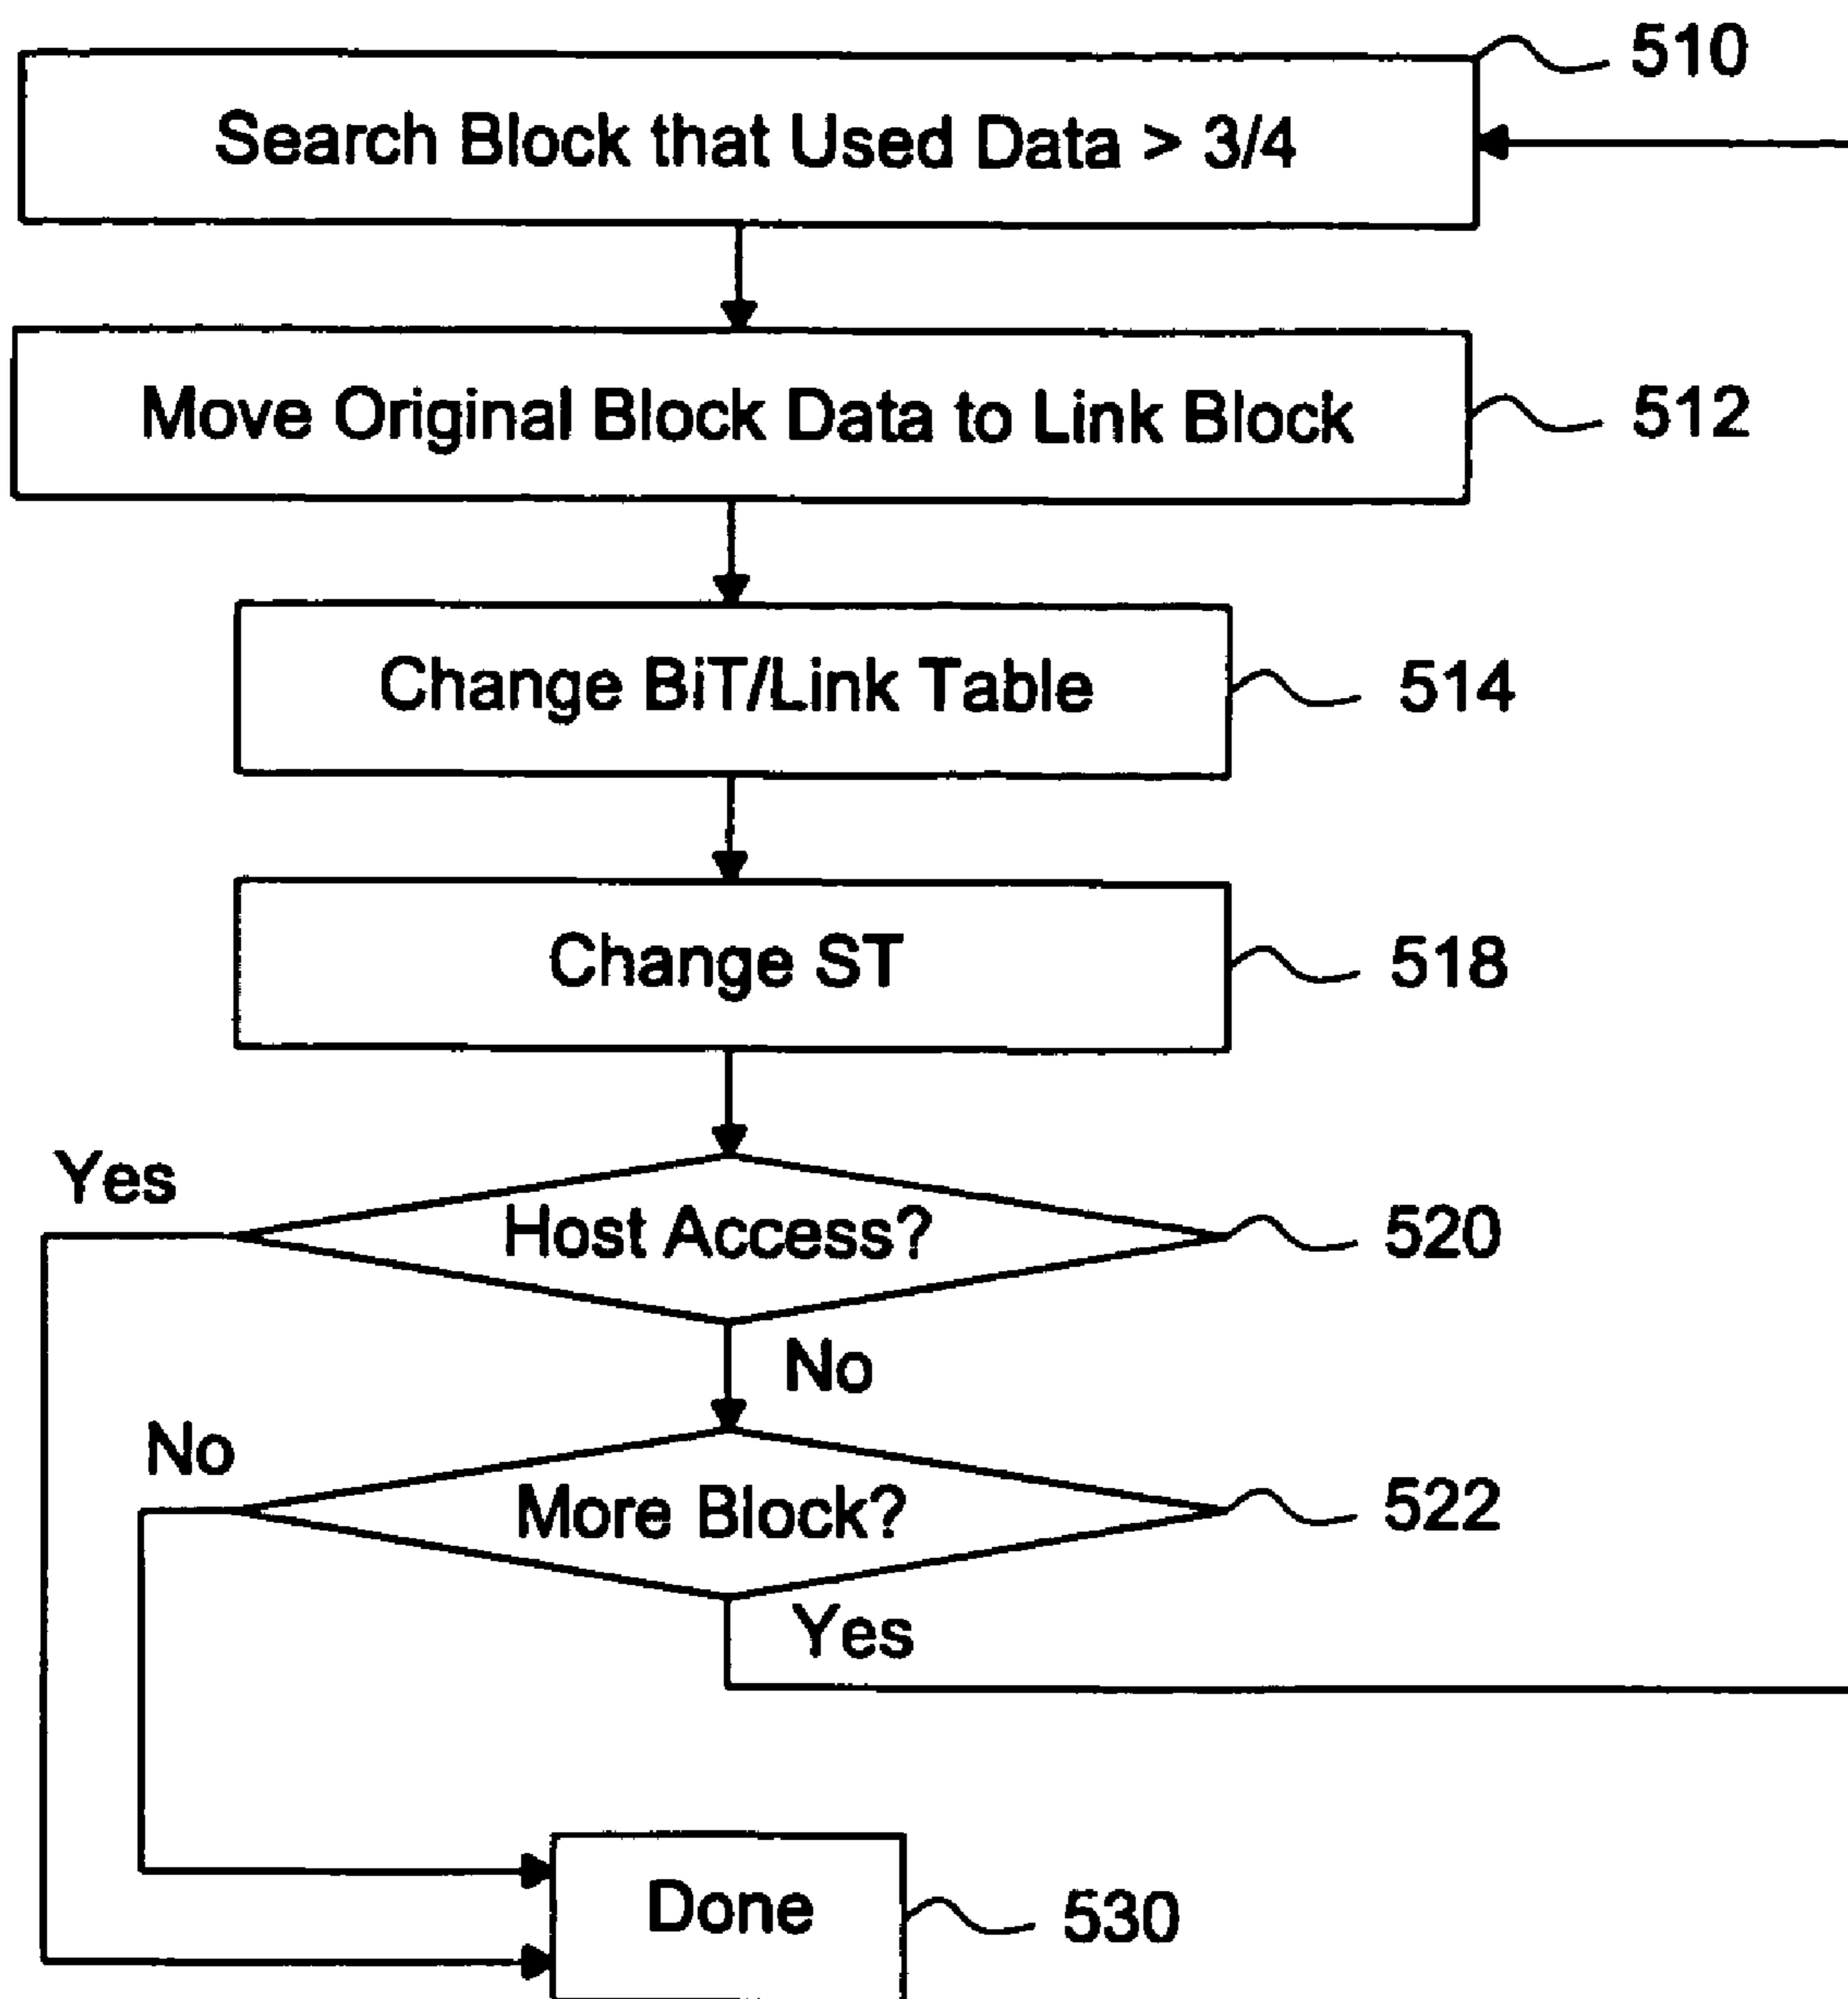 510
Search Block that Used Data > 3/4
Move Original Block Data to Link Block
512
Change BiT/Link Table
514
Change ST
518
Yes
Host Access?
520
No
No
More Block?
522
Yes
Done
530